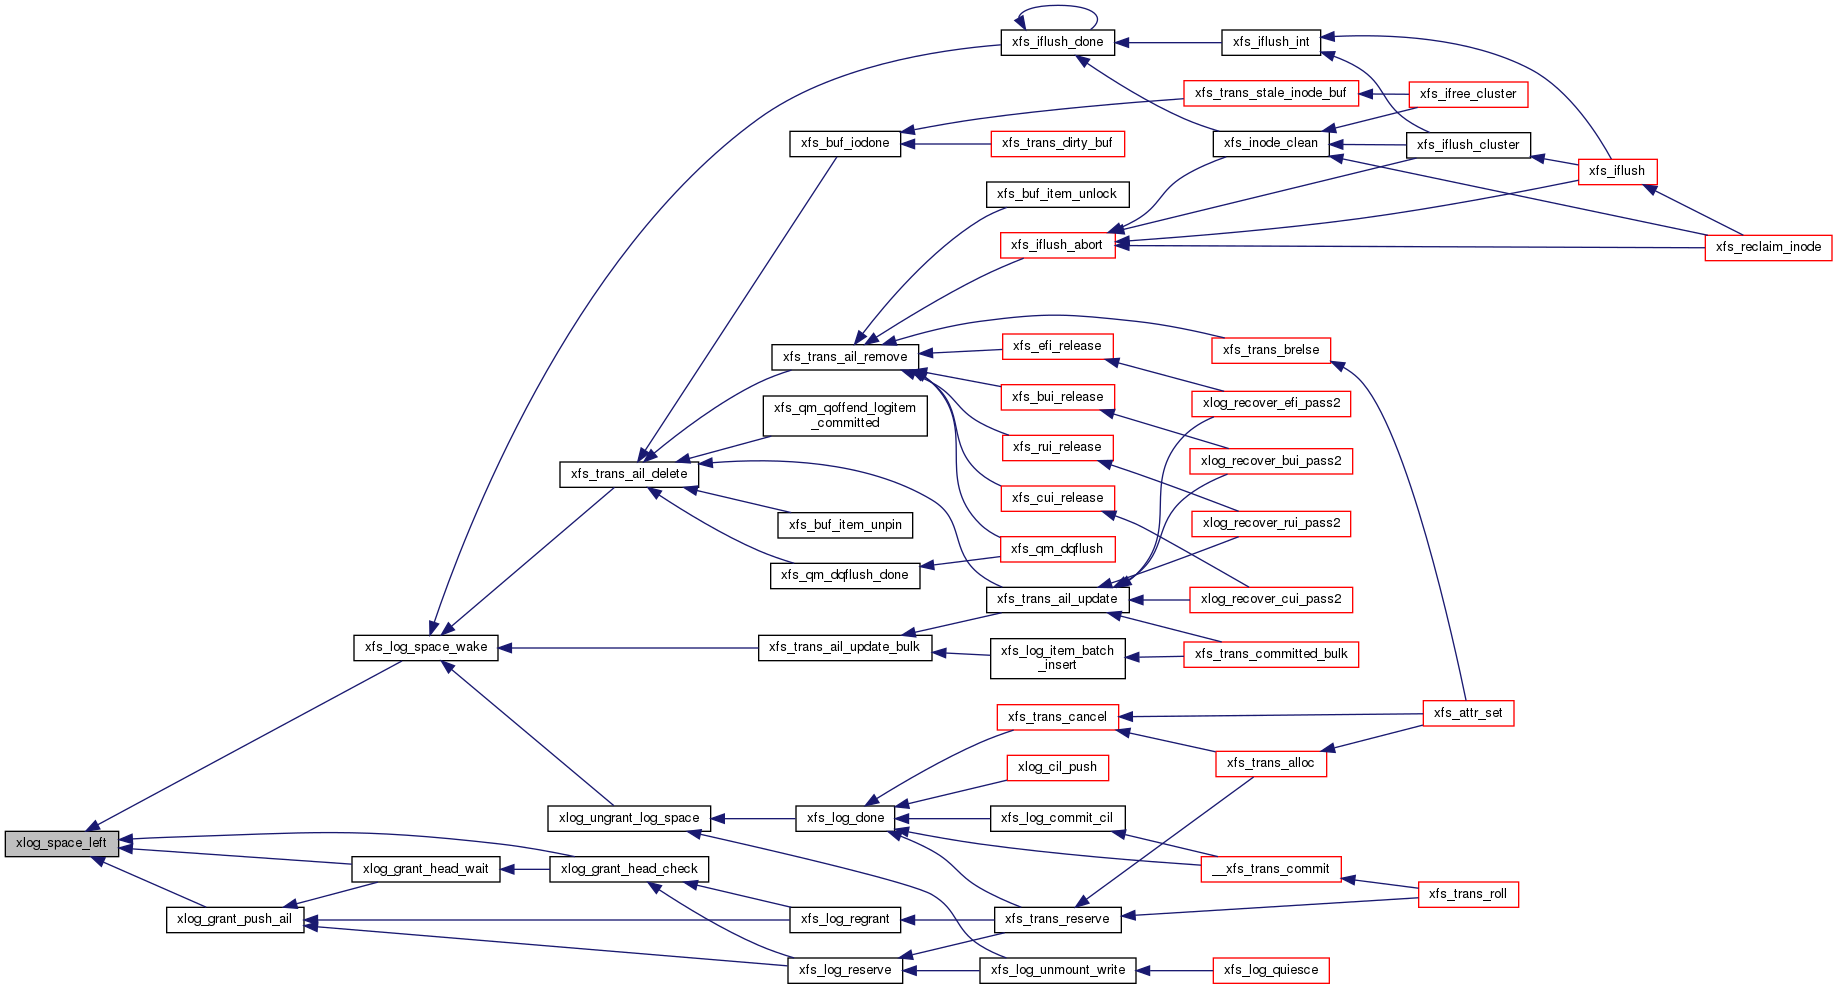 xfs_iflush_done
xfs_iflush_int
xfs_trans_stale_inode_buf
xfs_ifree_cluster
xfs_buf_iodone
xfs_trans_dirty_buf
xfs_inode_clean
xfs_iflush_cluster
xfs_iflush
xfs_buf_item_unlock
xfs_iflush_abort
xfs_reclaim_inode
xfs_trans_ail_remove
xfs_efi_release
xfs_trans_brelse
xfs_bui_release
xlog_recover_efi_pass2
xfs_qm_qoffend_logitem
_committed
xfs_rui_release
xlog_recover_bui_pass2
xfs_trans_ail_delete
xfs_cui_release
xfs_buf_item_unpin
xlog_recover_rui_pass2
xfs_qm_dqflush
xfs_qm_dqflush_done
xfs_trans_ail_update
xlog_recover_cui_pass2
xfs_log_space_wake
xfs_trans_ail_update_bulk
xfs_log_item_batch
_insert
xfs_trans_committed_bulk
xfs_trans_cancel
xfs_attr_set
xlog_cil_push
xfs_trans_alloc
xlog_ungrant_log_space
xfs_log_done
xfs_log_commit_cil
xlog_space_left
xlog_grant_head_wait
xlog_grant_head_check
__xfs_trans_commit
xfs_trans_roll
xlog_grant_push_ail
xfs_log_regrant
xfs_trans_reserve
xfs_log_reserve
xfs_log_unmount_write
xfs_log_quiesce